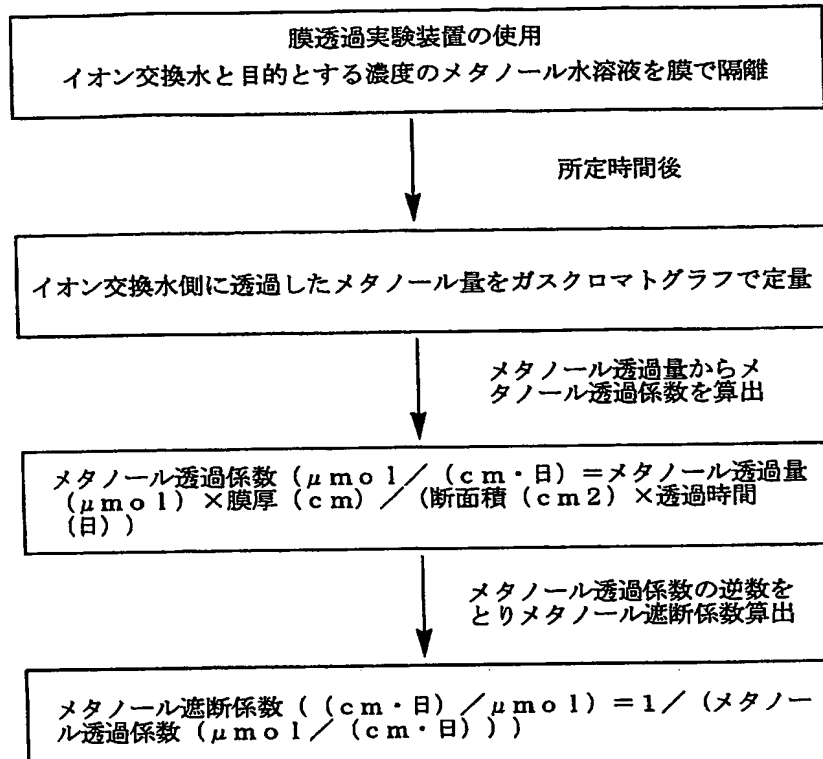 膜透過実験装置の使用
イオン交換水と目的とする濃度のメタノール水溶液を膜で隔離
所定時間後
イオン交換水側に透過したメタノール量をガスクロマトグラフで定量
メタノール透過量からメ
タノール透過係数を算出
メタノール透過係数（μｍｏｌ／（ｃｍ・日）＝メタノール透過量
（μｍｏｌ）×膜厚（ｃｍ）／（断面積（ｃｍ２）×透過時間
（日））
メタノール透過係数の逆数を
とりメタノール遮断係数算出
メタノール遮断係数（（ｃｍ・日）／μｍｏｌ）＝１／（メタノー
ル透過係数（μｍｏｌ／（ｃｍ・日）））